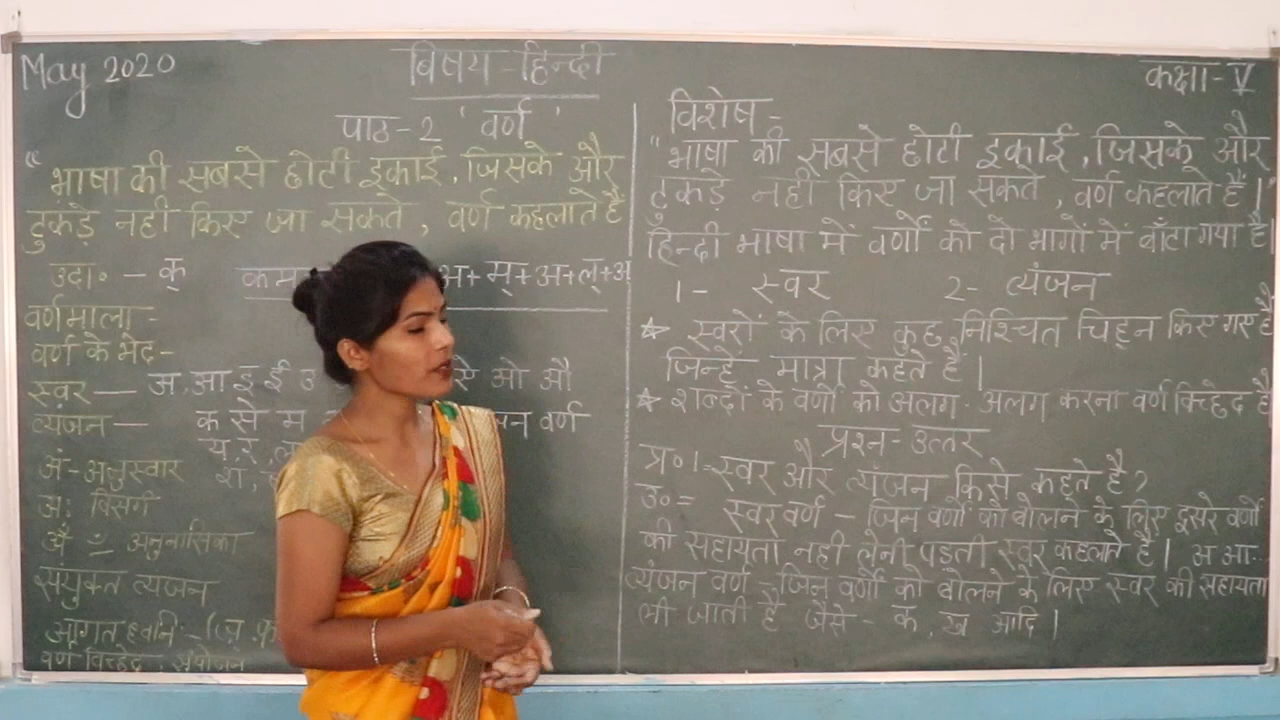 May 2020
विषय - हिन्दी
कक्षा - V
पाठ - 2 ' वर्ण '
" भाषा की सबसे छोटी इकाई, जिसके और
टुकड़े नही किए जा सकते, वर्ण कहलाते है
उदा॰ - क् कम अ+म्+अ+ल्+अ
वर्णमाला -
वर्ण के भेद -
स्वर — अ, आ इ ई उ ओ औ
व्यंजन — क से म जन वर्ण
य, र, ल
श,
अं - अनुस्वार
अः विसर्ग
अँ = अनुनासिका
संयुक्त व्यजन
आगत ध्वनि -
वर्ण विच्छेद : संयोजन
विशेष -
" भाषा की सबसे छोटी इकाई, जिसके और
टुकड़े नही किए जा सकते, वर्ण कहलाते है।"
हिन्दी भाषा में वर्णों को दो भागों में बाँटा गया है।
1 - स्वर 2 - व्यंजन
☆ स्वरों के लिए कुछ निश्चित चिह्न किए गए है
जिन्हें मात्रा कहते हैं।
☆ शब्दों के वर्णों को अलग - अलग करना वर्ण विच्छेद है
प्रश्न - उत्तर
प्र॰ 1 = स्वर और व्यंजन किसे कहते है?
उ॰ = स्वर वर्ण - जिन वर्णों को बोलने के लिए दूसरे वर्णों
की सहायता नही लेनी पड़ती स्वर कहलाते है। अ आ..
व्यंजन वर्ण - जिन वर्णों को बोलने के लिए स्वर की सहायता
ली जाती है जैसे - क, ख आदि।